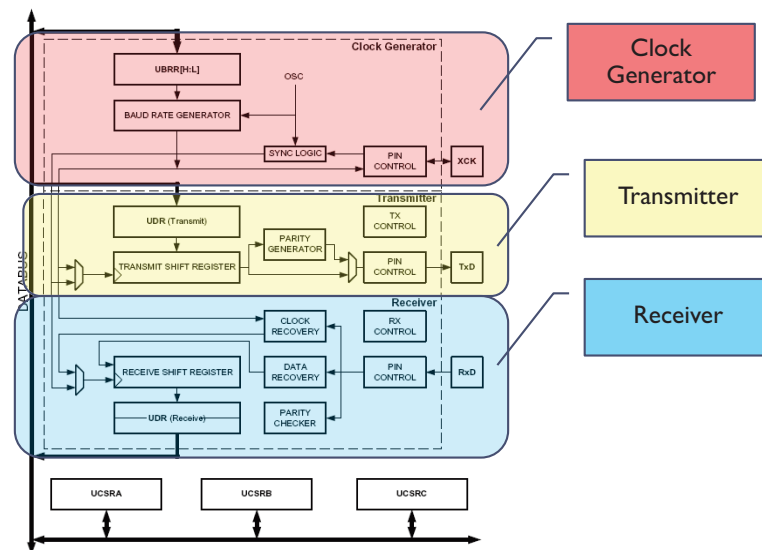 Clock Generator
UBRR[H:L]
OSC
BAUD RATE GENERATOR
SYNC LOGIC
PIN
CONTROL
XCK
Clock
Generator
Transmitter
UDR (Transmit)
TX
CONTROL
PARITY
GENERATOR
TRANSMIT SHIFT REGISTER
PIN
CONTROL
TxD
Transmitter
DATABUS
Receiver
CLOCK
RECOVERY
RX
CONTROL
RECEIVE SHIFT REGISTER
DATA
RECOVERY
PIN
CONTROL
RxD
UDR (Receive)
PARITY
CHECKER
Receiver
UCSRA
UCSRB
UCSRC